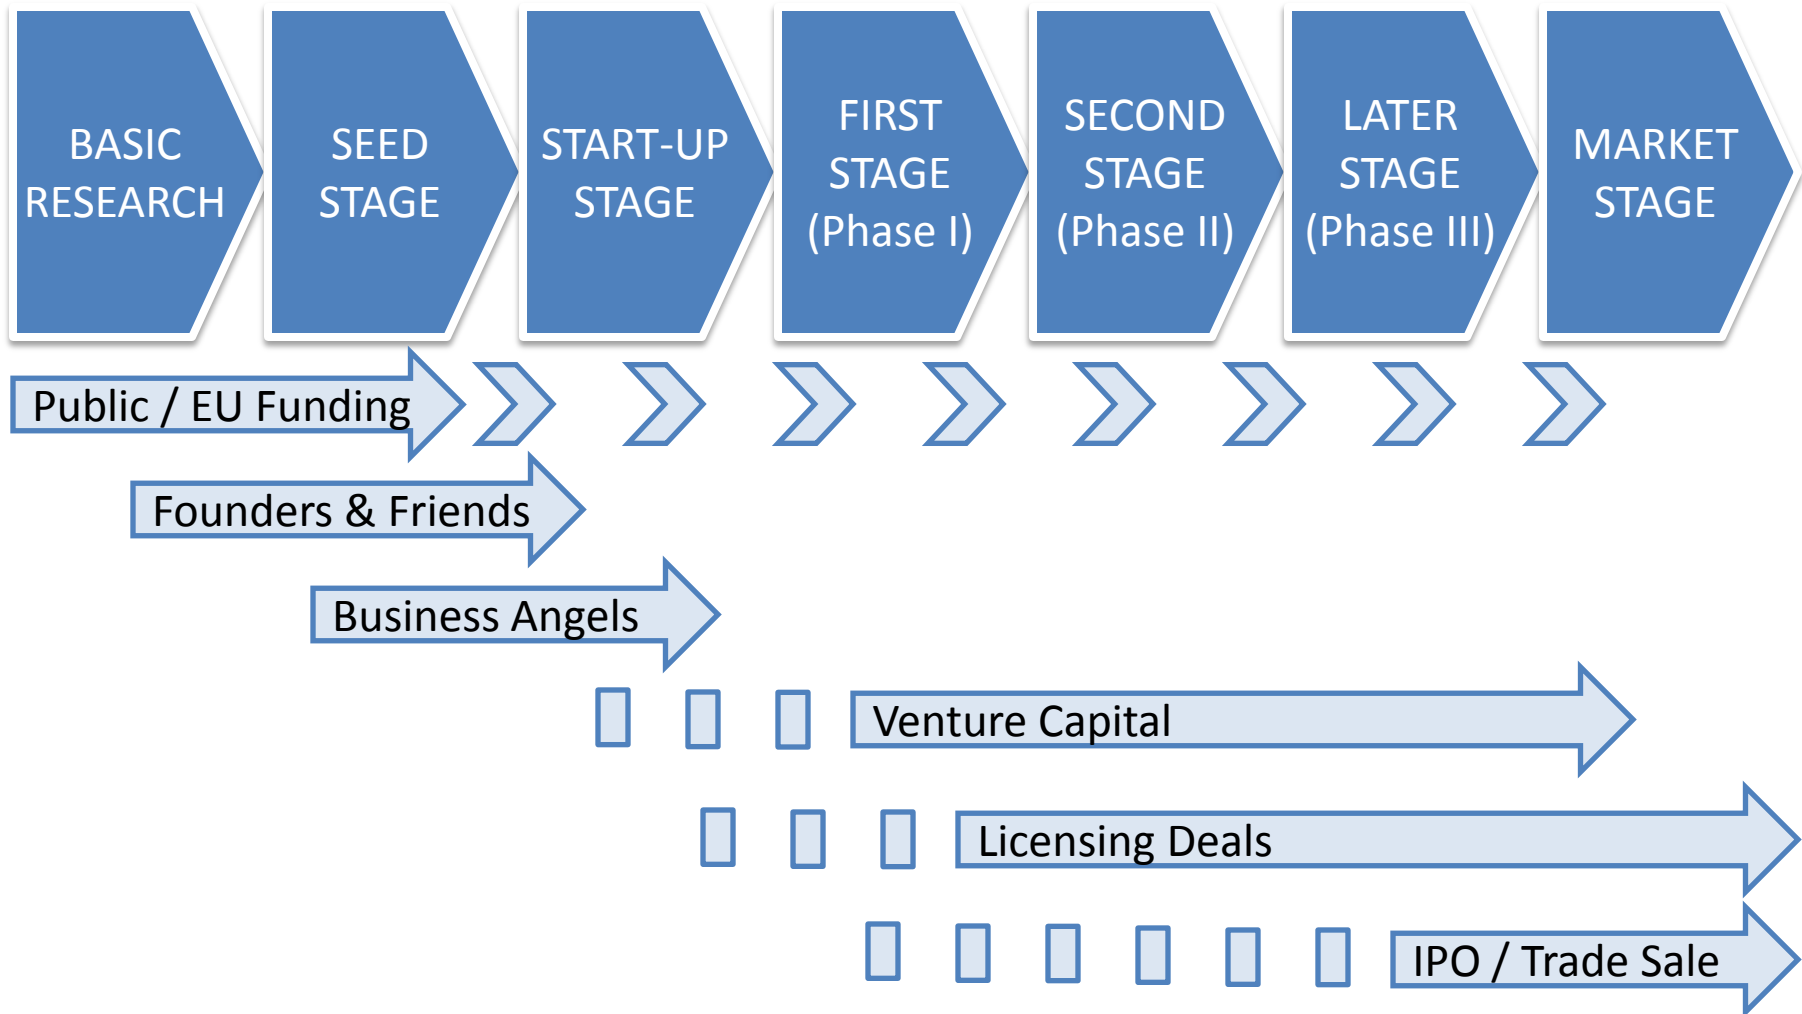 BASIC
RESEARCH
SEED
STAGE
START-UP
STAGE
FIRST
STAGE
(Phase I)
SECOND
STAGE
(Phase II)
LATER
STAGE
(Phase III)
MARKET
STAGE
Public / EU Funding
Founders & Friends
Business Angels
Venture Capital
Licensing Deals
IPO / Trade Sale